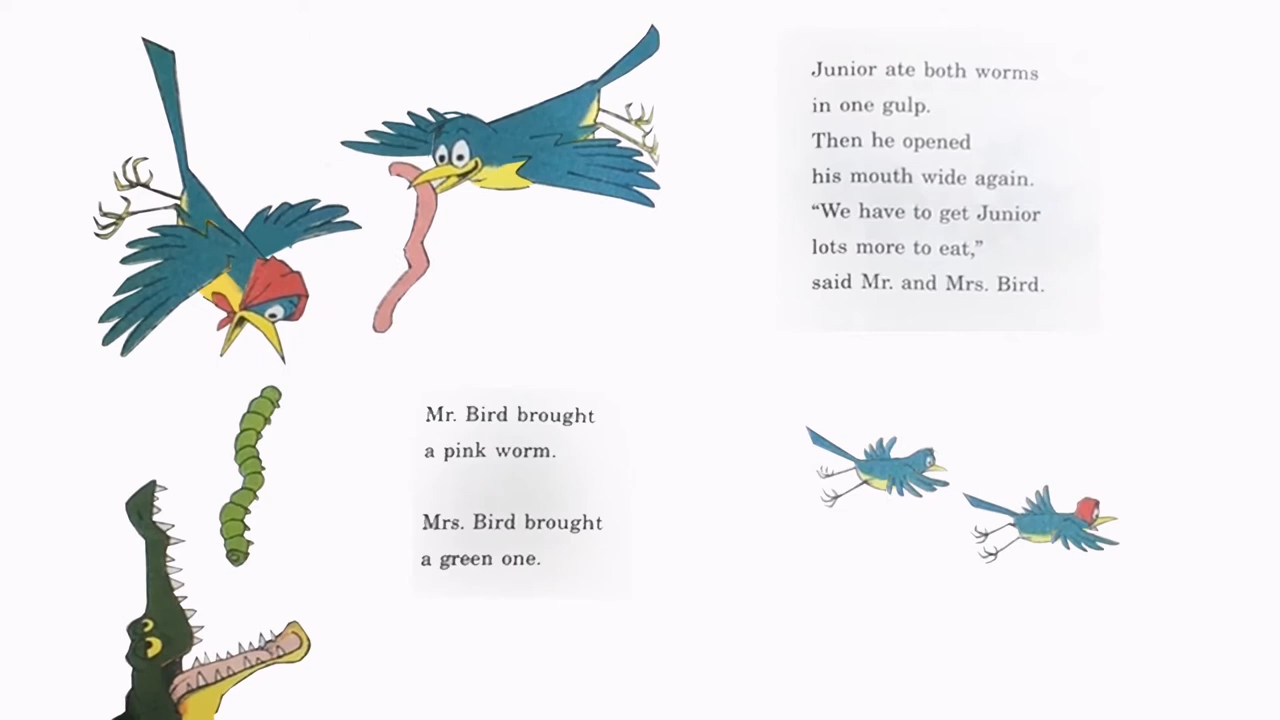 Mr. Bird brought
a pink worm.
Mrs. Bird brought
a green one.
Junior ate both worms
in one gulp.
Then he opened
his mouth wide again.
“We have to get Junior
lots more to eat,”
said Mr. and Mrs. Bird.